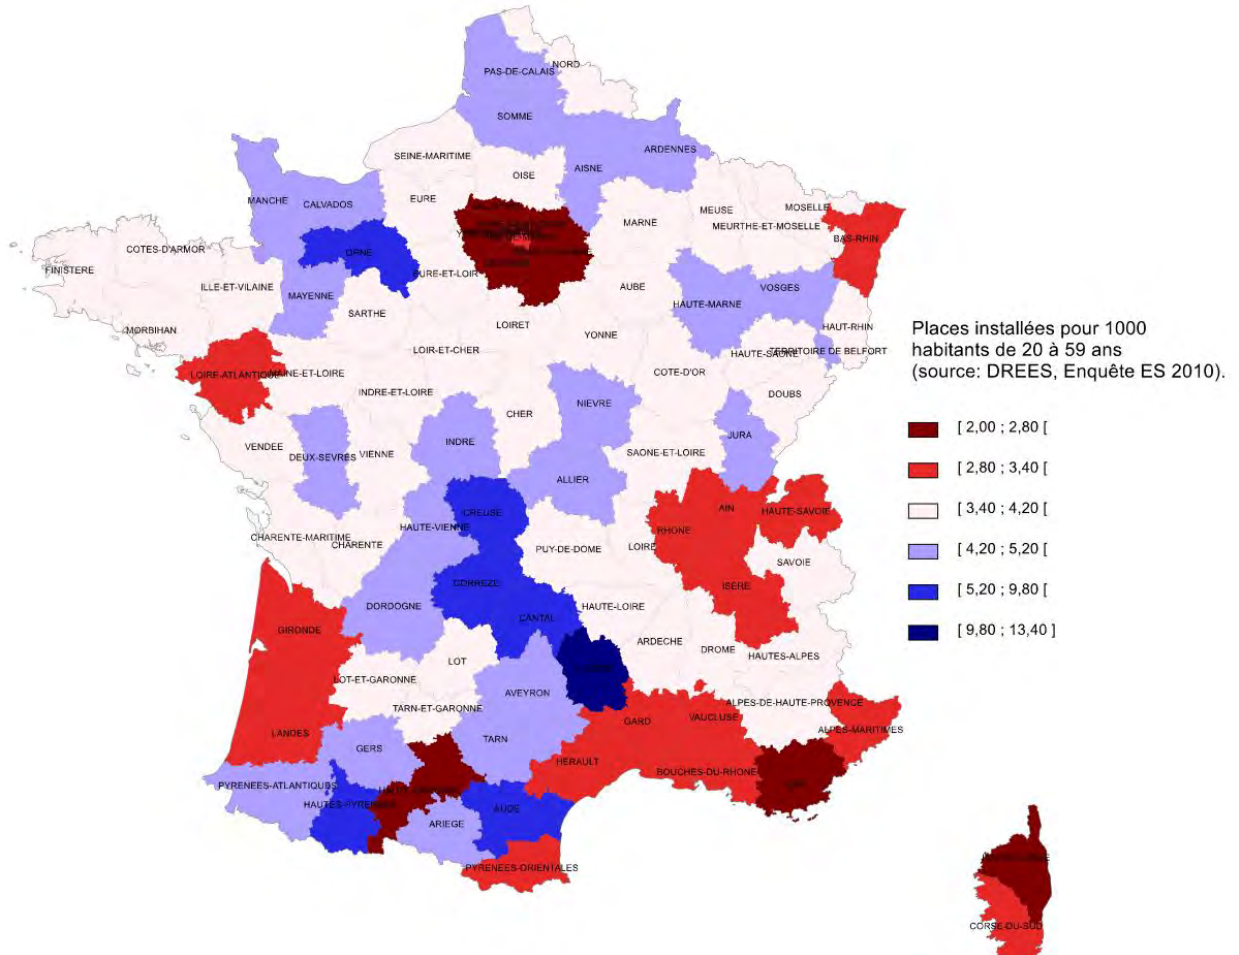 NORD
PAS-DE-CALAIS
SOMME
ARDENNES
SEINE-MARITIME
AISNE
OISE
MANCHE
CALVADOS
EURE
MARNE
MEUSE
MOSELLE
MEURTHE-ET-MOSELLE
BAS-RHIN
COTES-D'ARMOR
ORNE
FINISTERE
EURE-ET-LOIR
ILLE-ET-VILAINE
MAYENNE
AUBE
VOSGES
HAUTE-MARNE
SARTHE
LOIRET
MORBIHAN
YONNE
HAUT-RHIN
LOIR-ET-CHER
HAUTE-SAONE
TERRITOIRE DE BELFORT
LOIRE-ATLANTIQUE
MAINE-ET-LOIRE
COTE-D'OR
INDRE-ET-LOIRE
DOUBS
NIEVRE
CHER
VENDEE
INDRE
JURA
DEUX-SEVRES
VIENNE
SAONE-ET-LOIRE
ALLIER
AIN
HAUTE-SAVOIE
CREUSE
HAUTE-VIENNE
RHONE
CHARENTE-MARITIME
CHARENTE
PUY-DE-DOME
LOIRE
SAVOIE
CORREZE
ISERE
DORDOGNE
HAUTE-LOIRE
CANTAL
GIRONDE
ARDECHE
DROME
HAUTES-ALPES
LOT
LOT-ET-GARONNE
AVEYRON
ALPES-DE-HAUTE-PROVENCE
TARN-ET-GARONNE
GARD
VAUCLUSE
ALPES-MARITIMES
LANDES
TARN
GERS
HERAULT
BOUCHES-DU-RHONE
PYRENEES-ATLANTIQUES
HAUTES-PYRENEES
AUDE
ARIEGE
PYRENEES-ORIENTALES
CORSE-DU-SUD
Places installées pour 1000
habitants de 20 à 59 ans
(source: DREES, Enquête ES 2010).
[ 2,00 ; 2,80 [
[ 2,80 ; 3,40 [
[ 3,40 ; 4,20 [
[ 4,20 ; 5,20 [
[ 5,20 ; 9,80 [
[ 9,80 ; 13,40 ]